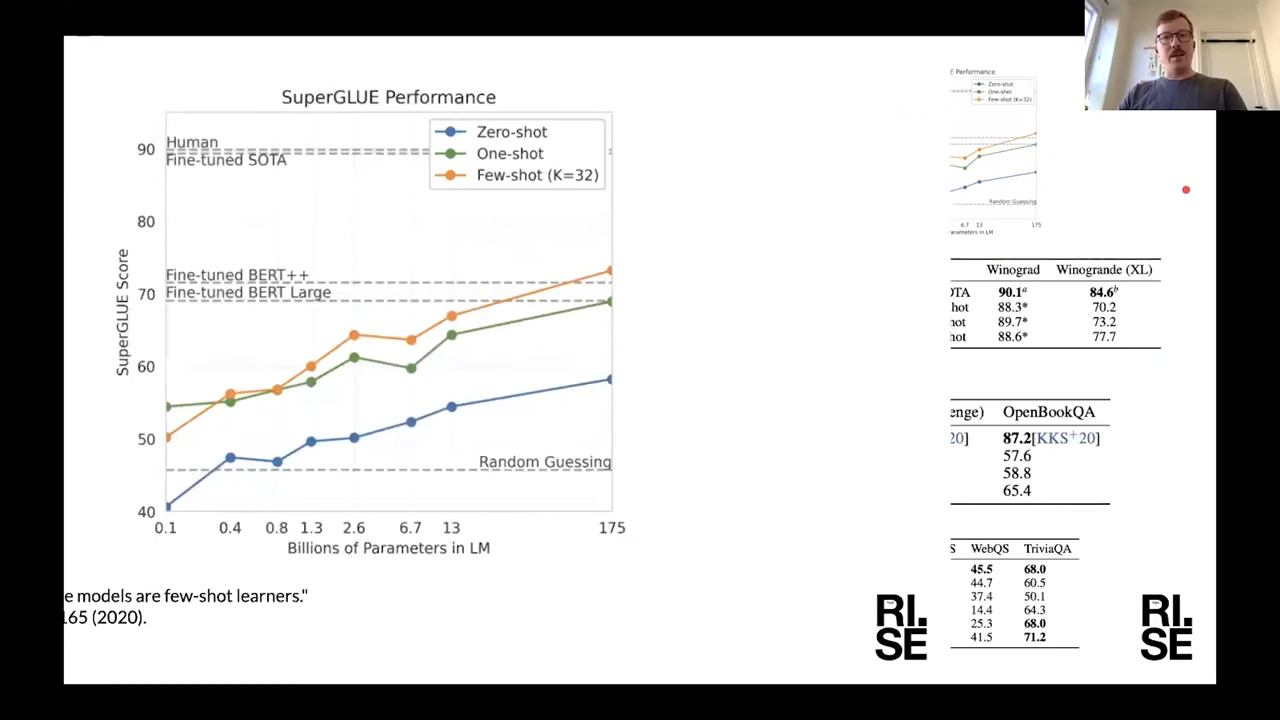 SuperGLUE Performance
Human
Fine-tuned SOTA
Fine-tuned BERT++
Fine-tuned BERT Large
Random Guessing
Zero-shot
One-shot
Few-shot (K=32)
SuperGLUE Score
90
80
70
60
50
40
0.1 0.4 0.8 1.3 2.6 6.7 13 175
Billions of Parameters in LM
e models are few-shot learners."
165 (2020).
RI.
SE
E Performance
Zero-shot
One-shot
Few-shot (K=32)
Random Guessing
6.7 13 175
arameters in LM
Winograd Winogrande (XL)
OTA 90.1a 84.6b
hot 88.3* 70.2
hot 89.7* 73.2
hot 88.6* 77.7
enge) OpenBookQA
20] 87.2[KKS+20]
57.6
58.8
65.4
S WebQS TriviaQA
45.5 68.0
44.7 60.5
37.4 50.1
14.4 64.3
25.3 68.0
41.5 71.2
RI.
SE